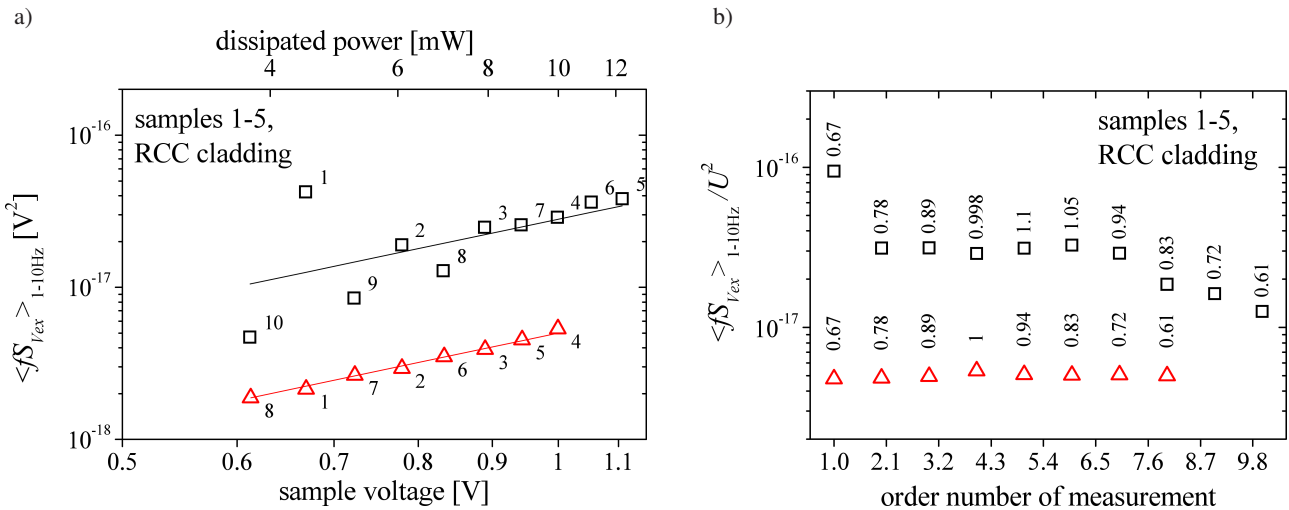 a)
dissipated power [mW]
4 6 8 10 12
samples 1-5,
RCC cladding
10^-16
10^-17
10^-18
<fS_Vex>_1-10Hz [V^2]
1
2
3
7
4
6
5
8
9
10
8
1
7
2
6
3
5
4
0.5 0.6 0.7 0.8 0.9 1 1.1
sample voltage [V]
b)
samples 1-5,
RCC cladding
10^-16
10^-17
<fS_Vex>_1-10Hz/U^2
0.67
0.78
0.89
0.998
1.1
1.05
0.94
0.83
0.72
0.61
0.67
0.78
0.89
1
0.94
0.83
0.72
0.61
1.0 2.1 3.2 4.3 5.4 6.5 7.6 8.7 9.8
order number of measurement